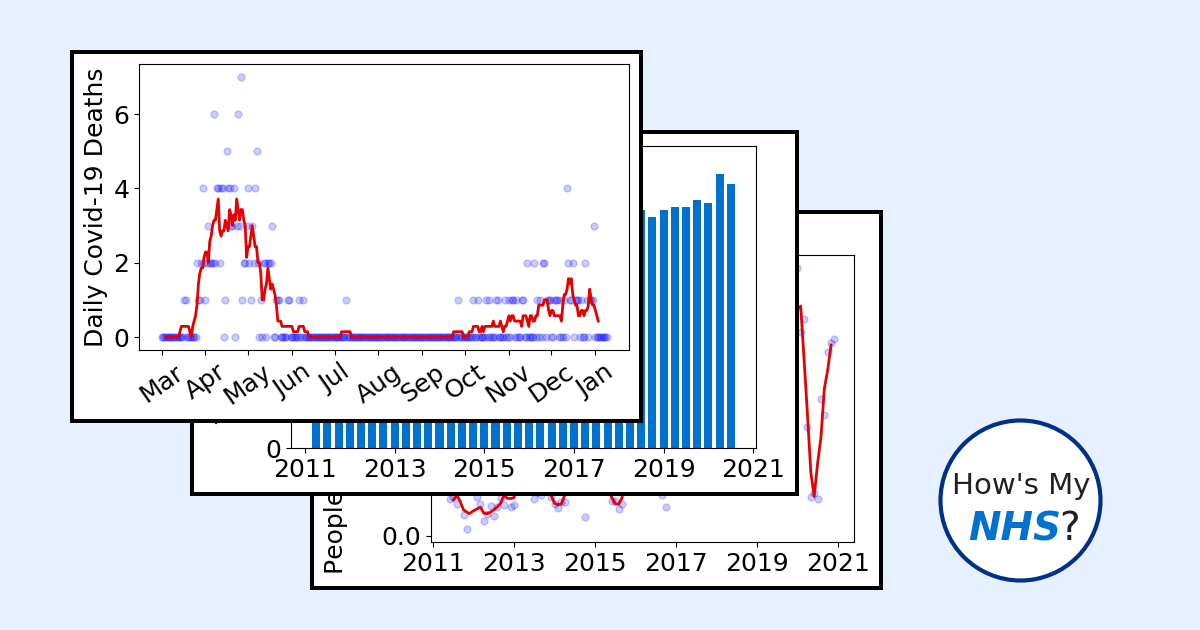 Daily Covid-19 Deaths
6
4
2
0
Mar Apr May Jun Jul Aug Sep Oct Nov Dec Jan
0
2011 2013 2015 2017 2019 2021
People
0.0
2011 2013 2015 2017 2019 2021
How's My
NHS?